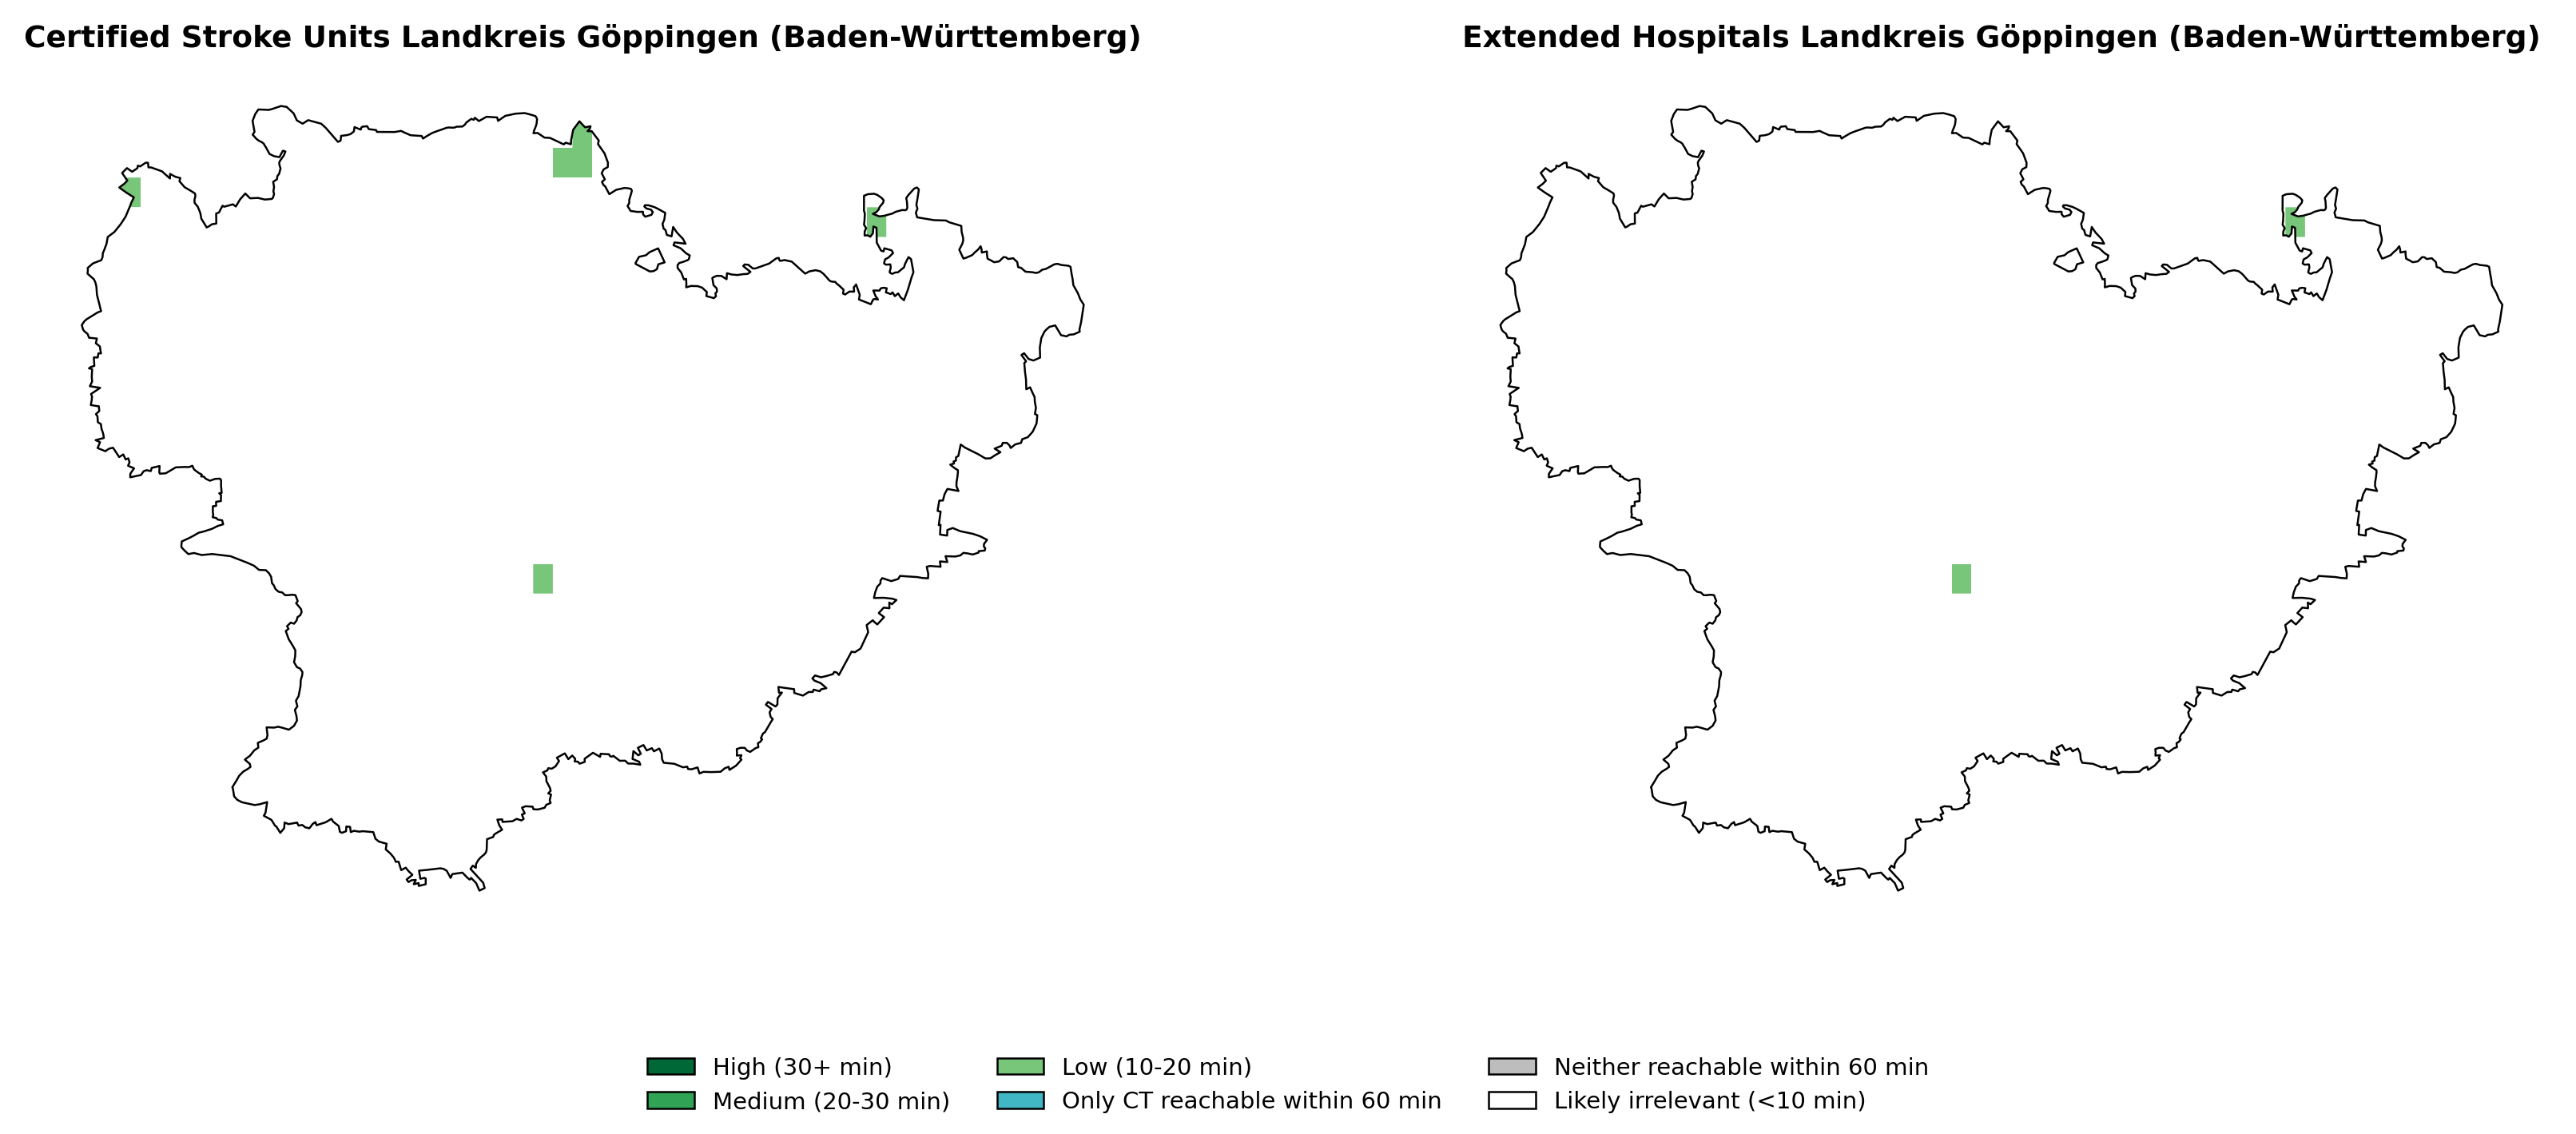 Certified Stroke Units Landkreis Göppingen (Baden-Württemberg)
Extended Hospitals Landkreis Göppingen (Baden-Württemberg)
High (30+ min)
Medium (20-30 min)
Low (10-20 min)
Only CT reachable within 60 min
Neither reachable within 60 min
Likely irrelevant (<10 min)